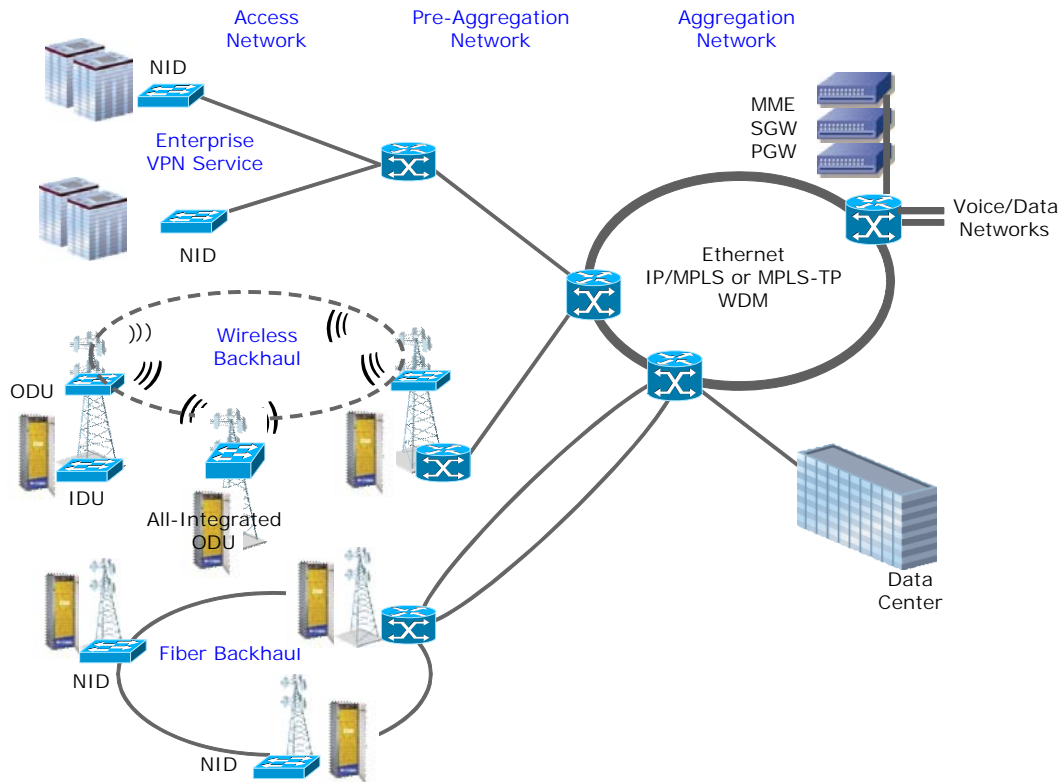 Access
Network
Pre-Aggregation
Network
Aggregation
Network
NID
MME
SGW
PGW
Enterprise
VPN Service
Voice/Data
Networks
NID
Ethernet
IP/MPLS or MPLS-TP
WDM
Wireless
Backhaul
ODU
IDU
All-Integrated
ODU
Data
Center
Fiber Backhaul
NID
NID